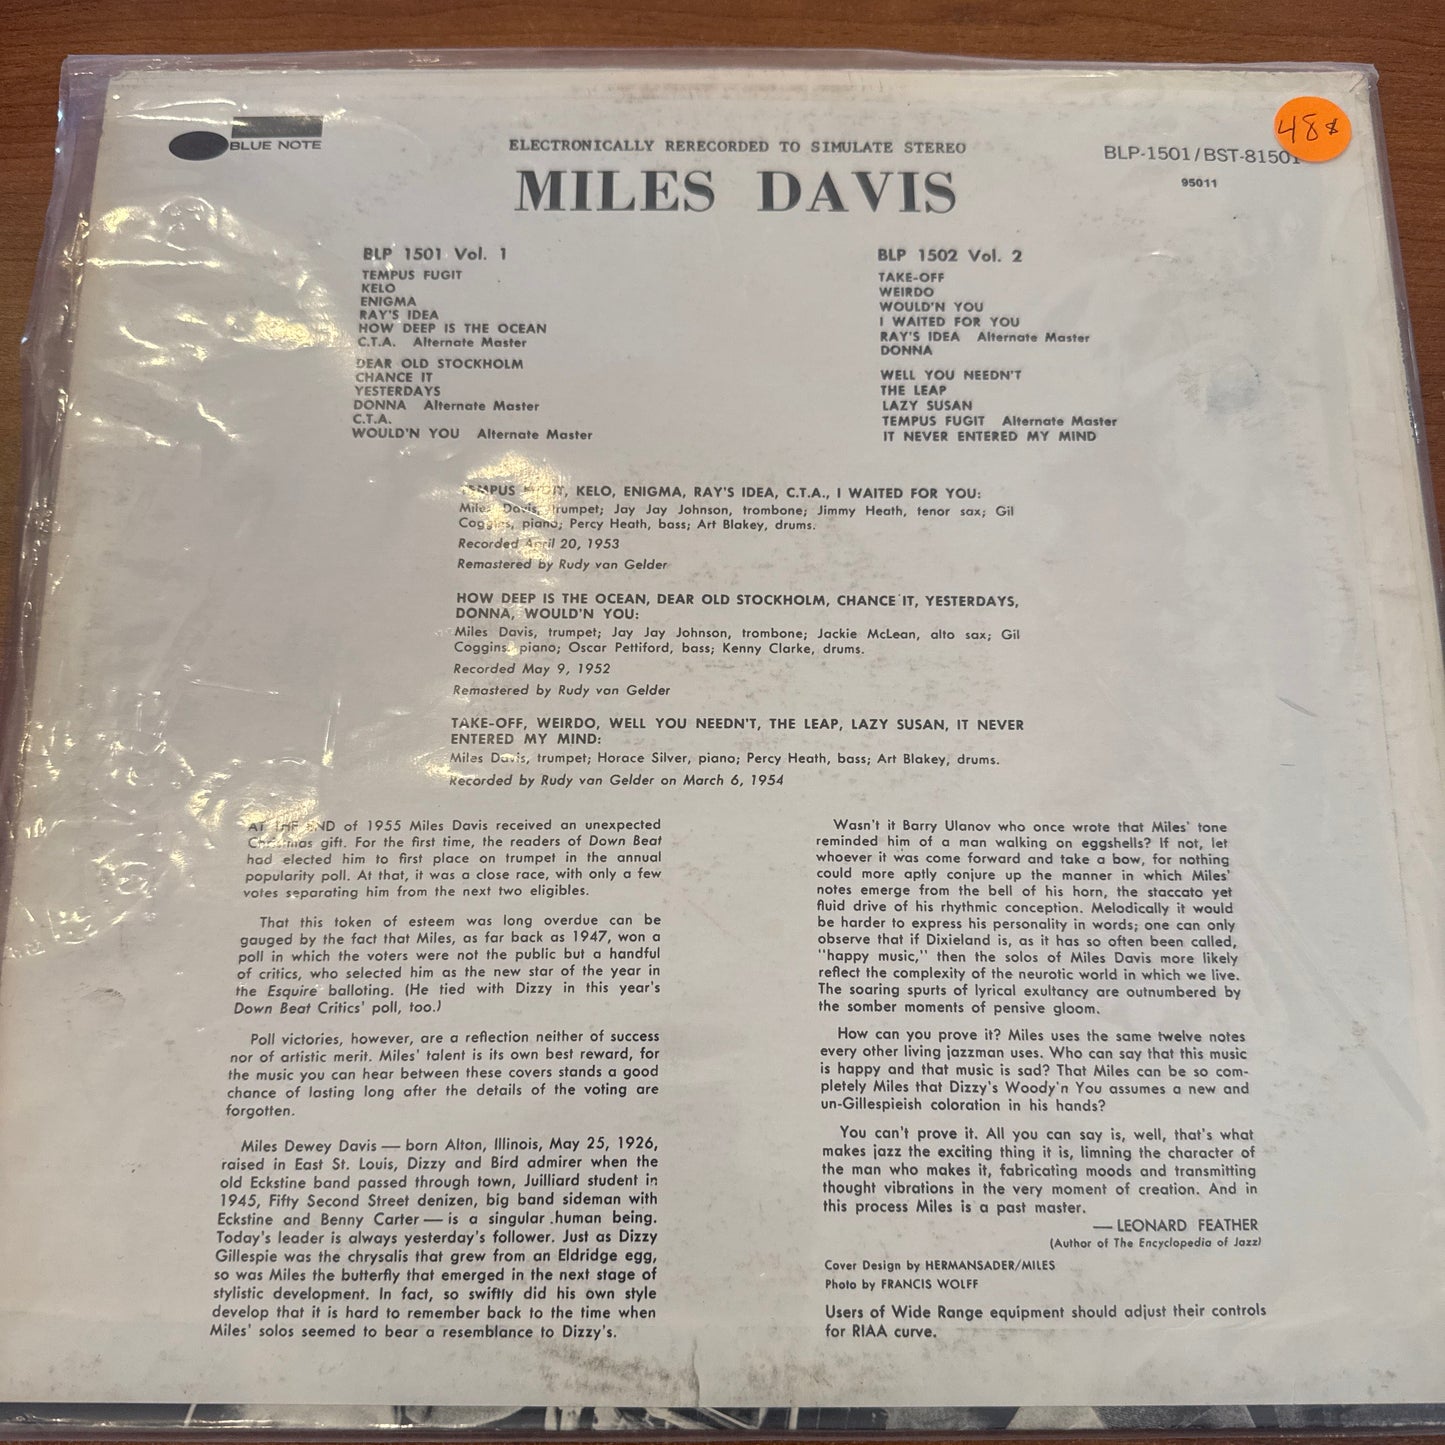 48¢
BLUE NOTE
ELECTRONICALLY RERECORDED TO SIMULATE STEREO
BLP-1501/BST-81501
95011
MILES DAVIS
BLP 1501 Vol. 1
TEMPUS FUGIT
KELO
ENIGMA
RAY'S IDEA
HOW DEEP IS THE OCEAN
C.T.A. Alternate Master
DEAR OLD STOCKHOLM
CHANCE IT
YESTERDAYS
DONNA Alternate Master
C.T.A.
WOULD'N YOU Alternate Master
BLP 1502 Vol. 2
TAKE-OFF
WEIRDO
WOULD'N YOU
I WAITED FOR YOU
RAY'S IDEA Alternate Master
DONNA
WELL YOU NEEDN'T
THE LEAP
LAZY SUSAN
TEMPUS FUGIT Alternate Master
IT NEVER ENTERED MY MIND
TEMPUS FUGIT, KELO, ENIGMA, RAY'S IDEA, C.T.A., I WAITED FOR YOU:
Miles Davis, trumpet; Jay Jay Johnson, trombone; Jimmy Heath, tenor sax; Gil
Coggins, piano; Percy Heath, bass; Art Blakey, drums.
Recorded April 20, 1953
Remastered by Rudy van Gelder
HOW DEEP IS THE OCEAN, DEAR OLD STOCKHOLM, CHANCE IT, YESTERDAYS,
DONNA, WOULD'N YOU:
Miles Davis, trumpet; Jay Jay Johnson, trombone; Jackie McLean, alto sax; Gil
Coggins, piano; Oscar Pettiford, bass; Kenny Clarke, drums.
Recorded May 9, 1952
Remastered by Rudy van Gelder
TAKE-OFF, WEIRDO, WELL YOU NEEDN'T, THE LEAP, LAZY SUSAN, IT NEVER
ENTERED MY MIND:
Miles Davis, trumpet; Horace Silver, piano; Percy Heath, bass; Art Blakey, drums.
Recorded by Rudy van Gelder on March 6, 1954
AT THE END of 1955 Miles Davis received an unexpected
Christmas gift. For the first time, the readers of Down Beat
had elected him to first place on trumpet in the annual
popularity poll. At that, it was a close race, with only a few
votes separating him from the next two eligibles.
That this token of esteem was long overdue can be
gauged by the fact that Miles, as far back as 1947, won a
poll in which the voters were not the public but a handful
of critics, who selected him as the new star of the year in
the Esquire balloting. (He tied with Dizzy in this year's
Down Beat Critics' poll, too.)
Poll victories, however, are a reflection neither of success
nor of artistic merit. Miles' talent is its own best reward, for
the music you can hear between these covers stands a good
chance of lasting long after the details of the voting are
forgotten.
Miles Dewey Davis — born Alton, Illinois, May 25, 1926,
raised in East St. Louis, Dizzy and Bird admirer when the
old Eckstine band passed through town, Juilliard student in
1945, Fifty Second Street denizen, big band sideman with
Eckstine and Benny Carter — is a singular human being.
Today's leader is always yesterday's follower. Just as Dizzy
Gillespie was the chrysalis that grew from an Eldridge egg,
so was Miles the butterfly that emerged in the next stage of
stylistic development. In fact, so swiftly did his own style
develop that it is hard to remember back to the time when
Miles' solos seemed to bear a resemblance to Dizzy's.
Wasn't it Barry Ulanov who once wrote that Miles' tone
reminded him of a man walking on eggshells? If not, let
whoever it was come forward and take a bow, for nothing
could more aptly conjure up the manner in which Miles'
notes emerge from the bell of his horn, the staccato yet
fluid drive of his rhythmic conception. Melodically it would
be harder to express his personality in words; one can only
observe that if Dixieland is, as it has so often been called,
"happy music," then the solos of Miles Davis more likely
reflect the complexity of the neurotic world in which we live.
The soaring spurts of lyrical exultancy are outnumbered by
the somber moments of pensive gloom.
How can you prove it? Miles uses the same twelve notes
every other living jazzman uses. Who can say that this music
is happy and that music is sad? That Miles can be so com-
pletely Miles that Dizzy's Woody'n You assumes a new and
un-Gillespieish coloration in his hands?
You can't prove it. All you can say is, well, that's what
makes jazz the exciting thing it is, limning the character of
the man who makes it, fabricating moods and transmitting
thought vibrations in the very moment of creation. And in
this process Miles is a past master.
— LEONARD FEATHER
(Author of The Encyclopedia of Jazz)
Cover Design by HERMANSADER/MILES
Photo by FRANCIS WOLFF
Users of Wide Range equipment should adjust their controls
for RIAA curve.